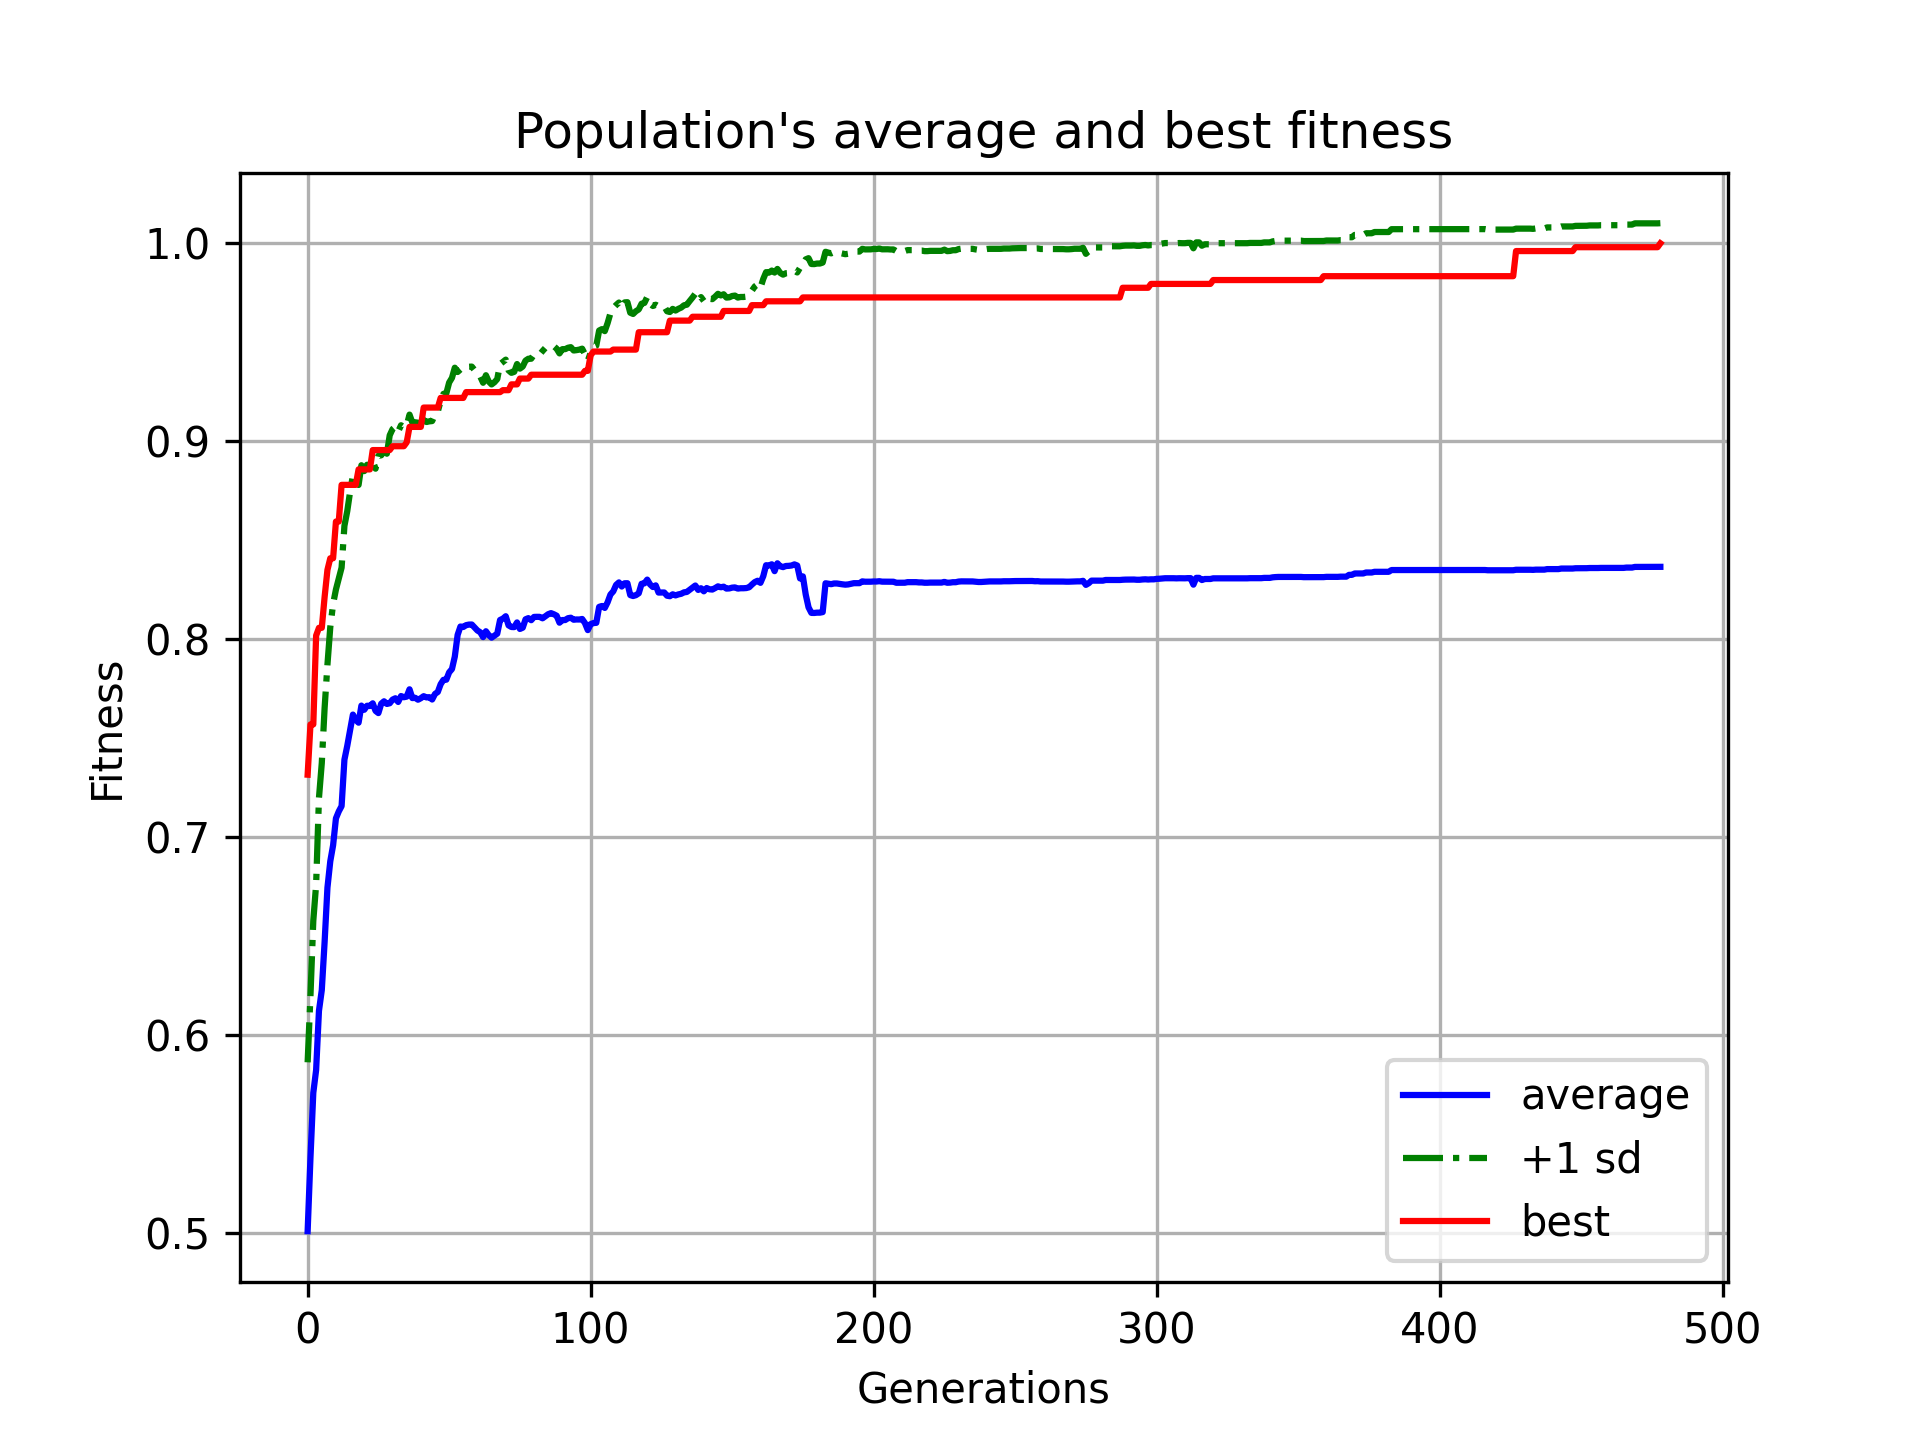 Population's average and best fitness
1.0
0.9
0.8
0.7
0.6
0.5
Fitness
average
+1 sd
best
0 100 200 300 400 500
Generations